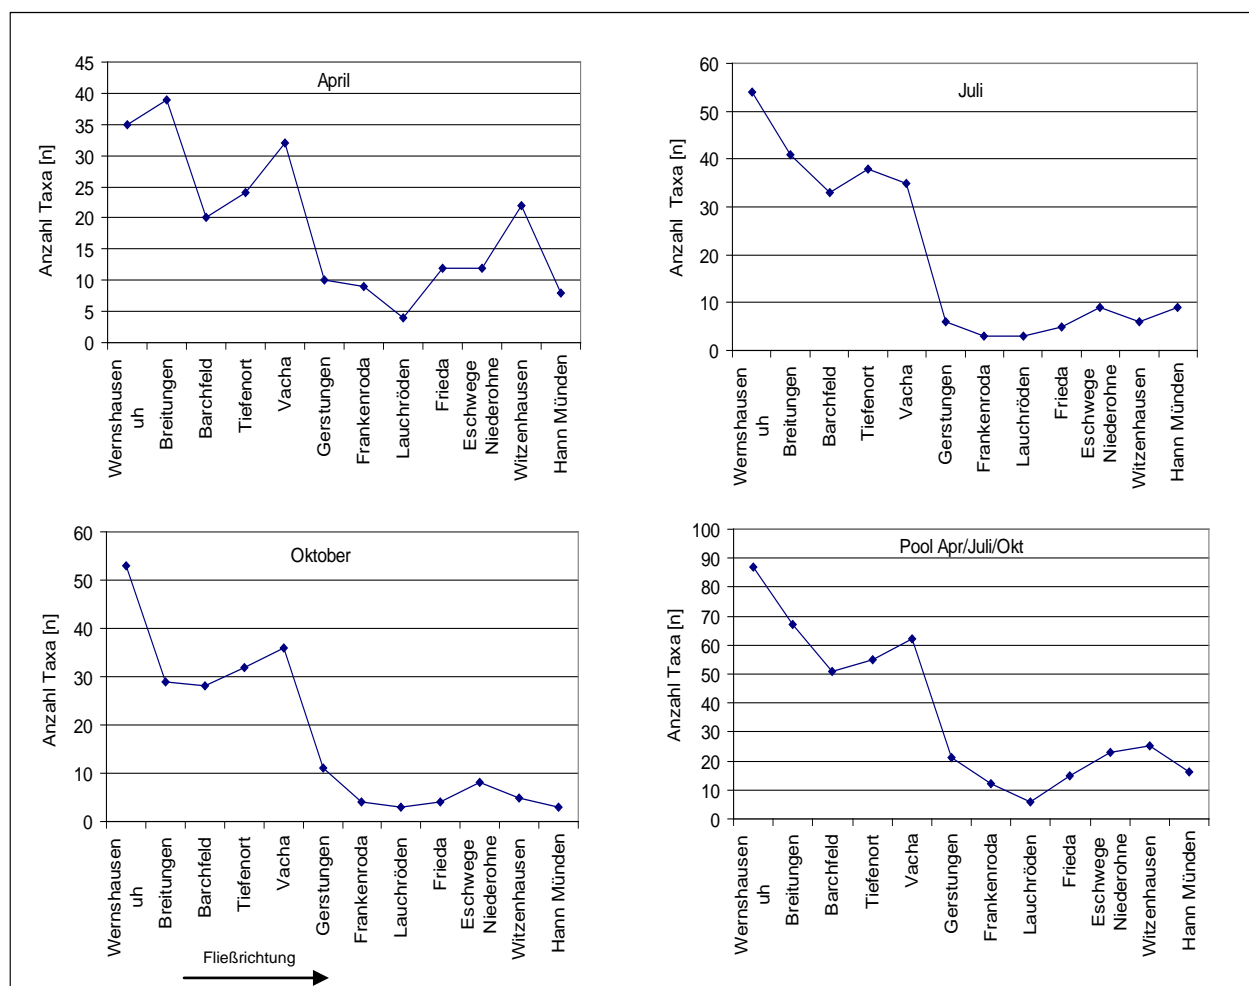 April
Anzahl Taxa [n]
45
40
35
30
25
20
15
10
5
0
Wernshausen
uh
Breitungen
Barchfeld
Tiefenort
Vacha
Gerstungen
Frankenroda
Lauchröden
Frieda
Eschwege
Niederohne
Witzenhausen
Hann Münden
Juli
Anzahl Taxa [n]
60
50
40
30
20
10
0
Wernshausen
uh
Breitungen
Barchfeld
Tiefenort
Vacha
Gerstungen
Frankenroda
Lauchröden
Frieda
Eschwege
Niederohne
Witzenhausen
Hann Münden
Oktober
Anzahl Taxa [n]
60
50
40
30
20
10
0
Wernshausen
uh
Breitungen
Barchfeld
Tiefenort
Vacha
Gerstungen
Frankenroda
Lauchröden
Frieda
Eschwege
Niederohne
Witzenhausen
Hann Münden
Fließrichtung
Pool Apr/Juli/Okt
Anzahl Taxa [n]
100
90
80
70
60
50
40
30
20
10
0
Wernshausen
uh
Breitungen
Barchfeld
Tiefenort
Vacha
Gerstungen
Frankenroda
Lauchröden
Frieda
Eschwege
Niederohne
Witzenhausen
Hann Münden